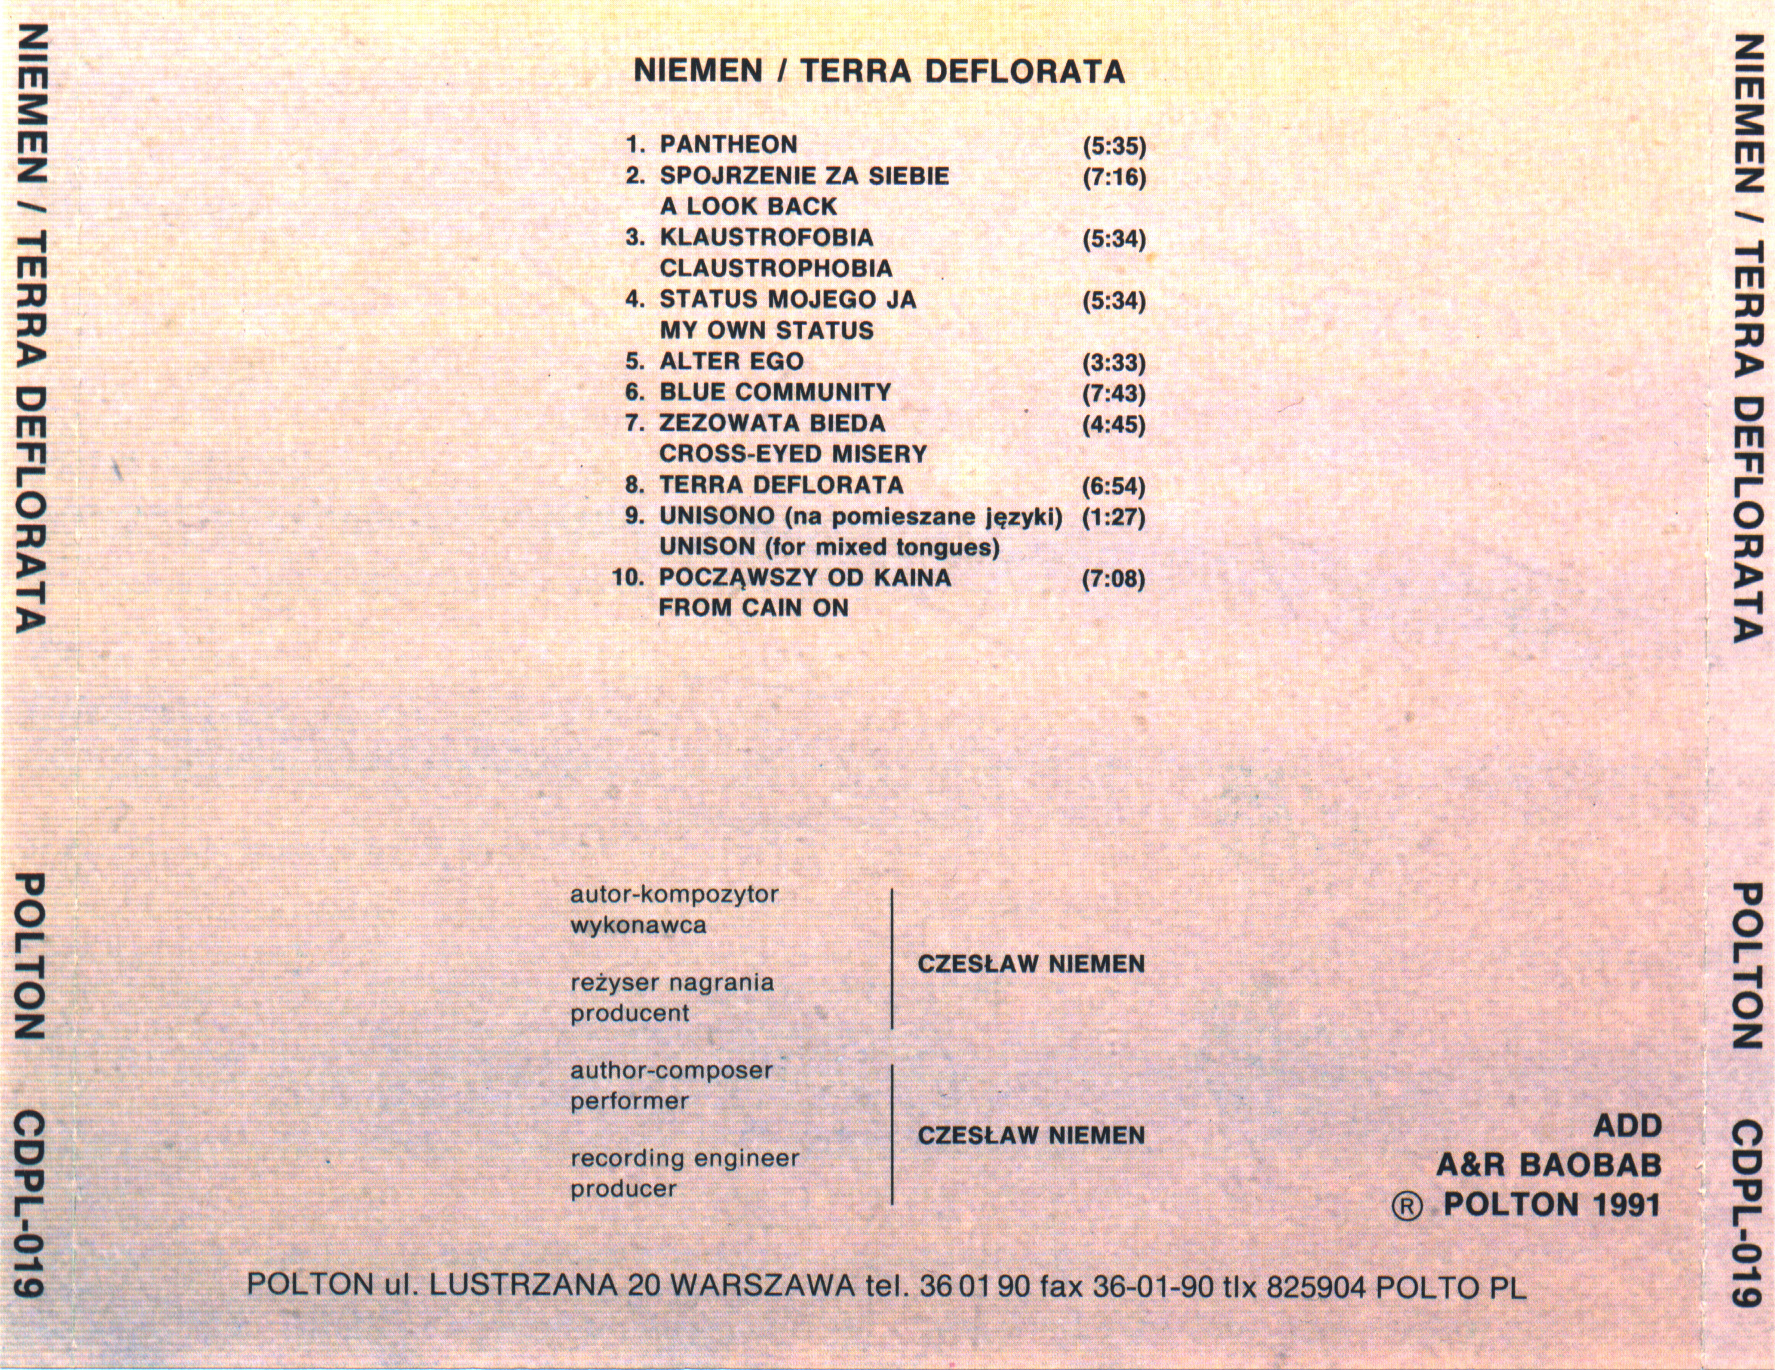 NIEMEN / TERRA DEFLORATA POLTON CDPL-019
NIEMEN / TERRA DEFLORATA
1. PANTHEON (5:35)
2. SPOJRZENIE ZA SIEBIE (7:16)
A LOOK BACK
3. KLAUSTROFOBIA (5:34)
CLAUSTROPHOBIA
4. STATUS MOJEGO JA (5:34)
MY OWN STATUS
5. ALTER EGO (3:33)
6. BLUE COMMUNITY (7:43)
7. ZEZOWATA BIEDA (4:45)
CROSS-EYED MISERY
8. TERRA DEFLORATA (6:54)
9. UNISONO (na pomieszane języki) (1:27)
UNISON (for mixed tongues)
10. POCZĄWSZY OD KAINA (7:08)
FROM CAIN ON
autor-kompozytor
wykonawca
CZESŁAW NIEMEN
reżyser nagrania
producent
author-composer
performer
CZESŁAW NIEMEN
recording engineer
producer
ADD
A&R BAOBAB
Ⓡ POLTON 1991
POLTON ul. LUSTRZANA 20 WARSZAWA tel. 36 01 90 fax 36-01-90 tlx 825904 POLTO PL
NIEMEN / TERRA DEFLORATA POLTON CDPL-019